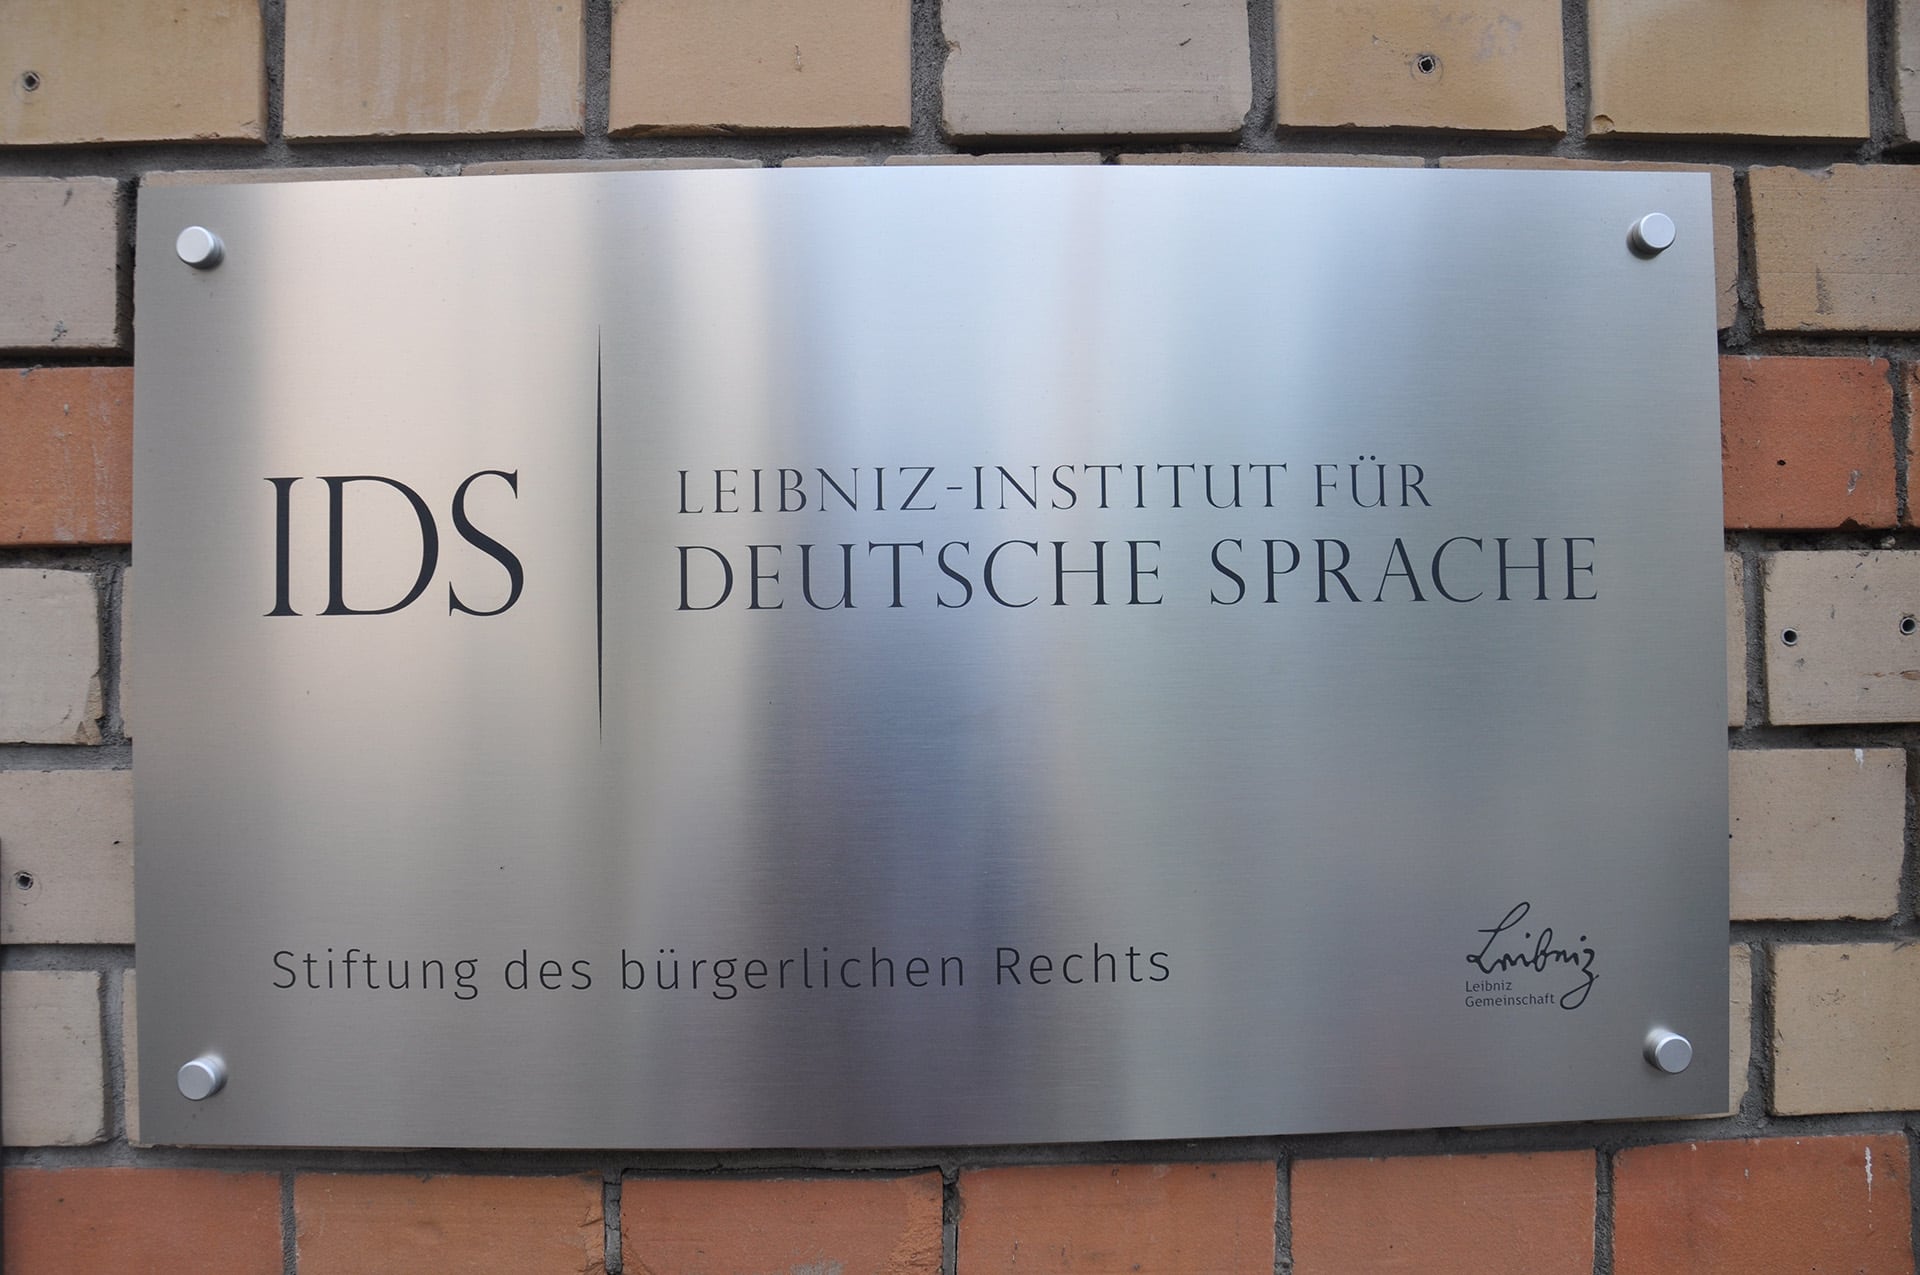 IDS
LEIBNIZ-INSTITUT FÜR
DEUTSCHE SPRACHE
Stiftung des bürgerlichen Rechts
Leibniz
Leibniz
Gemeinschaft